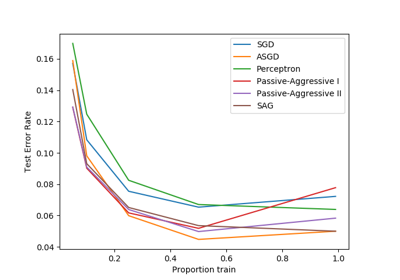 0.16
0.14
0.12
0.10
0.08
0.06
0.04
Test Error Rate
SGD
ASGD
Perceptron
Passive-Aggressive I
Passive-Aggressive II
SAG
0.2 0.4 0.6 0.8 1.0
Proportion train